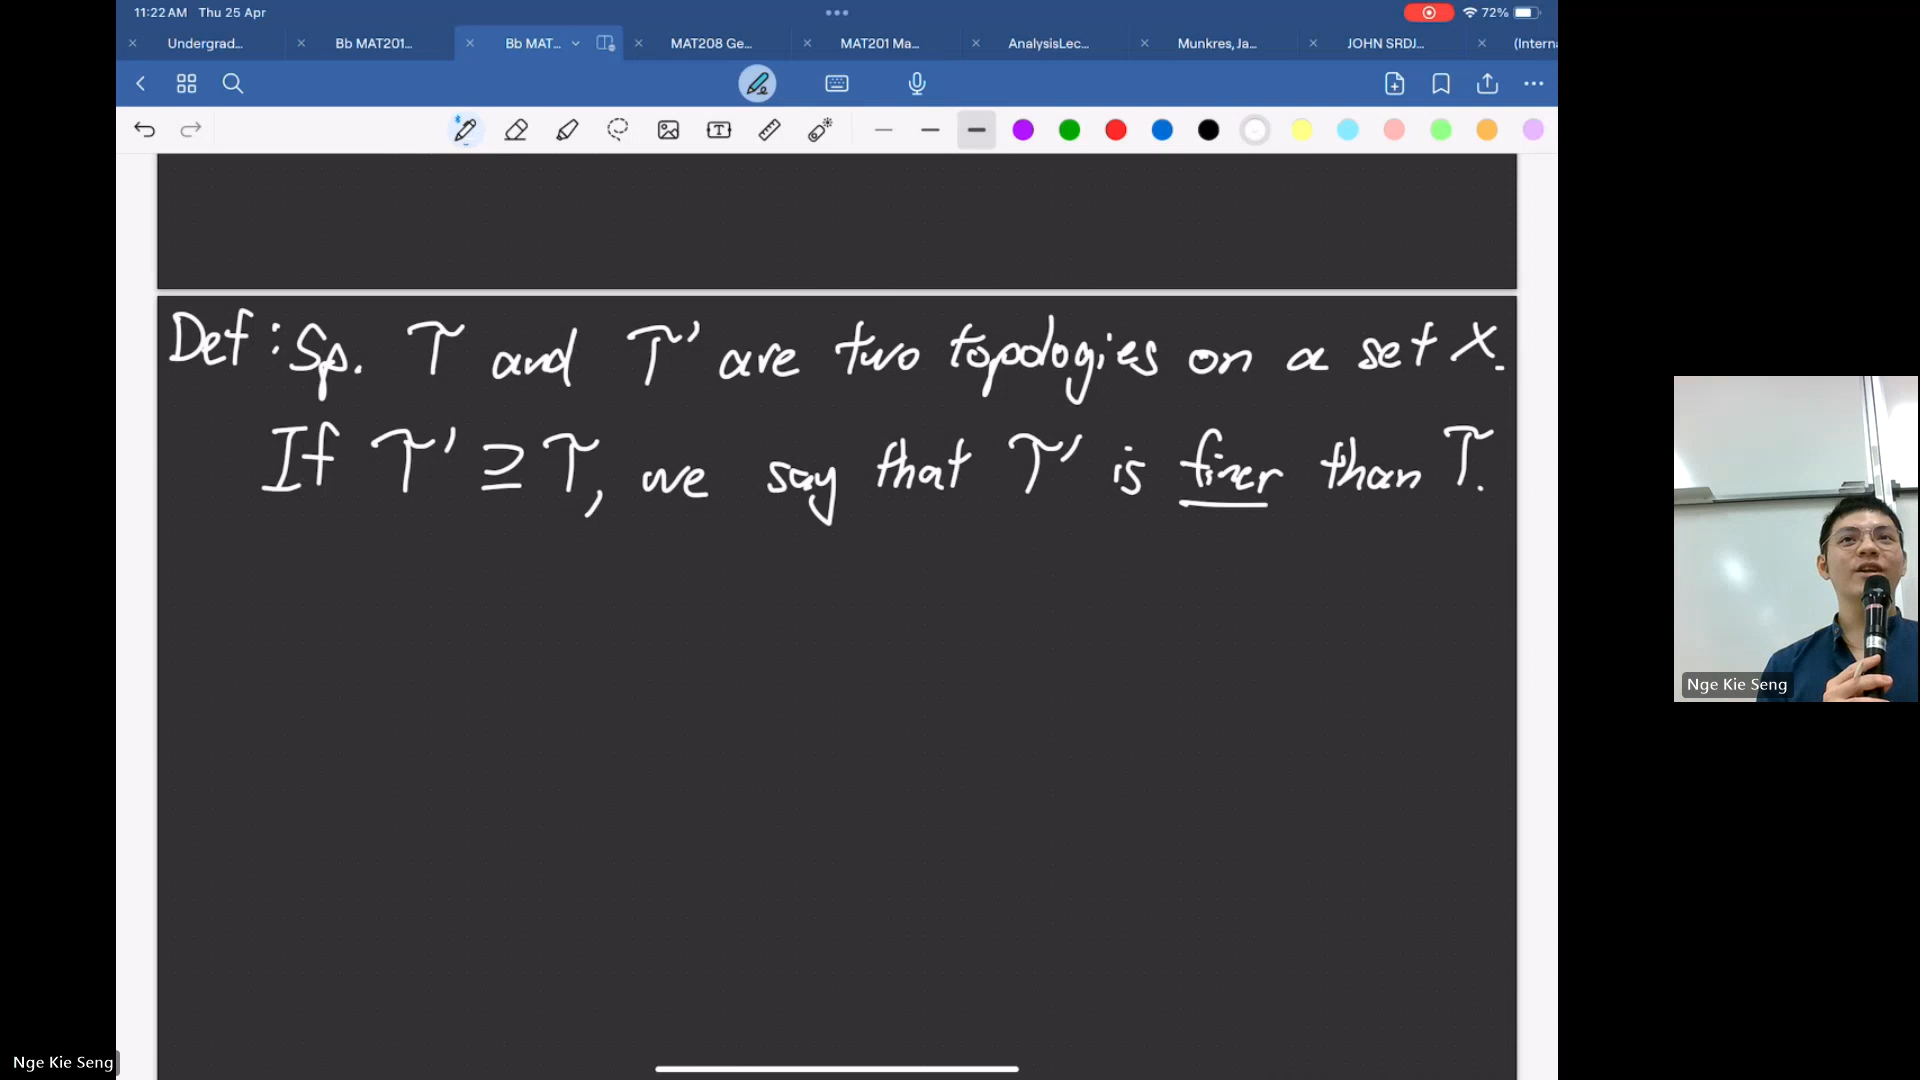 11:22 AM Thu 25 Apr
72%
Undergrad...
Bb MAT201...
Bb MAT...
MAT208 Ge...
MAT201 Ma...
AnalysisLec...
Munkres, Ja...
JOHN SRDJ...
(Intern
Def: Sp. 𝒯 and 𝒯' are two topologies on a set X.
If 𝒯' ⊇ 𝒯, we say that 𝒯' is finer than 𝒯.
Nge Kie Seng
Nge Kie Seng